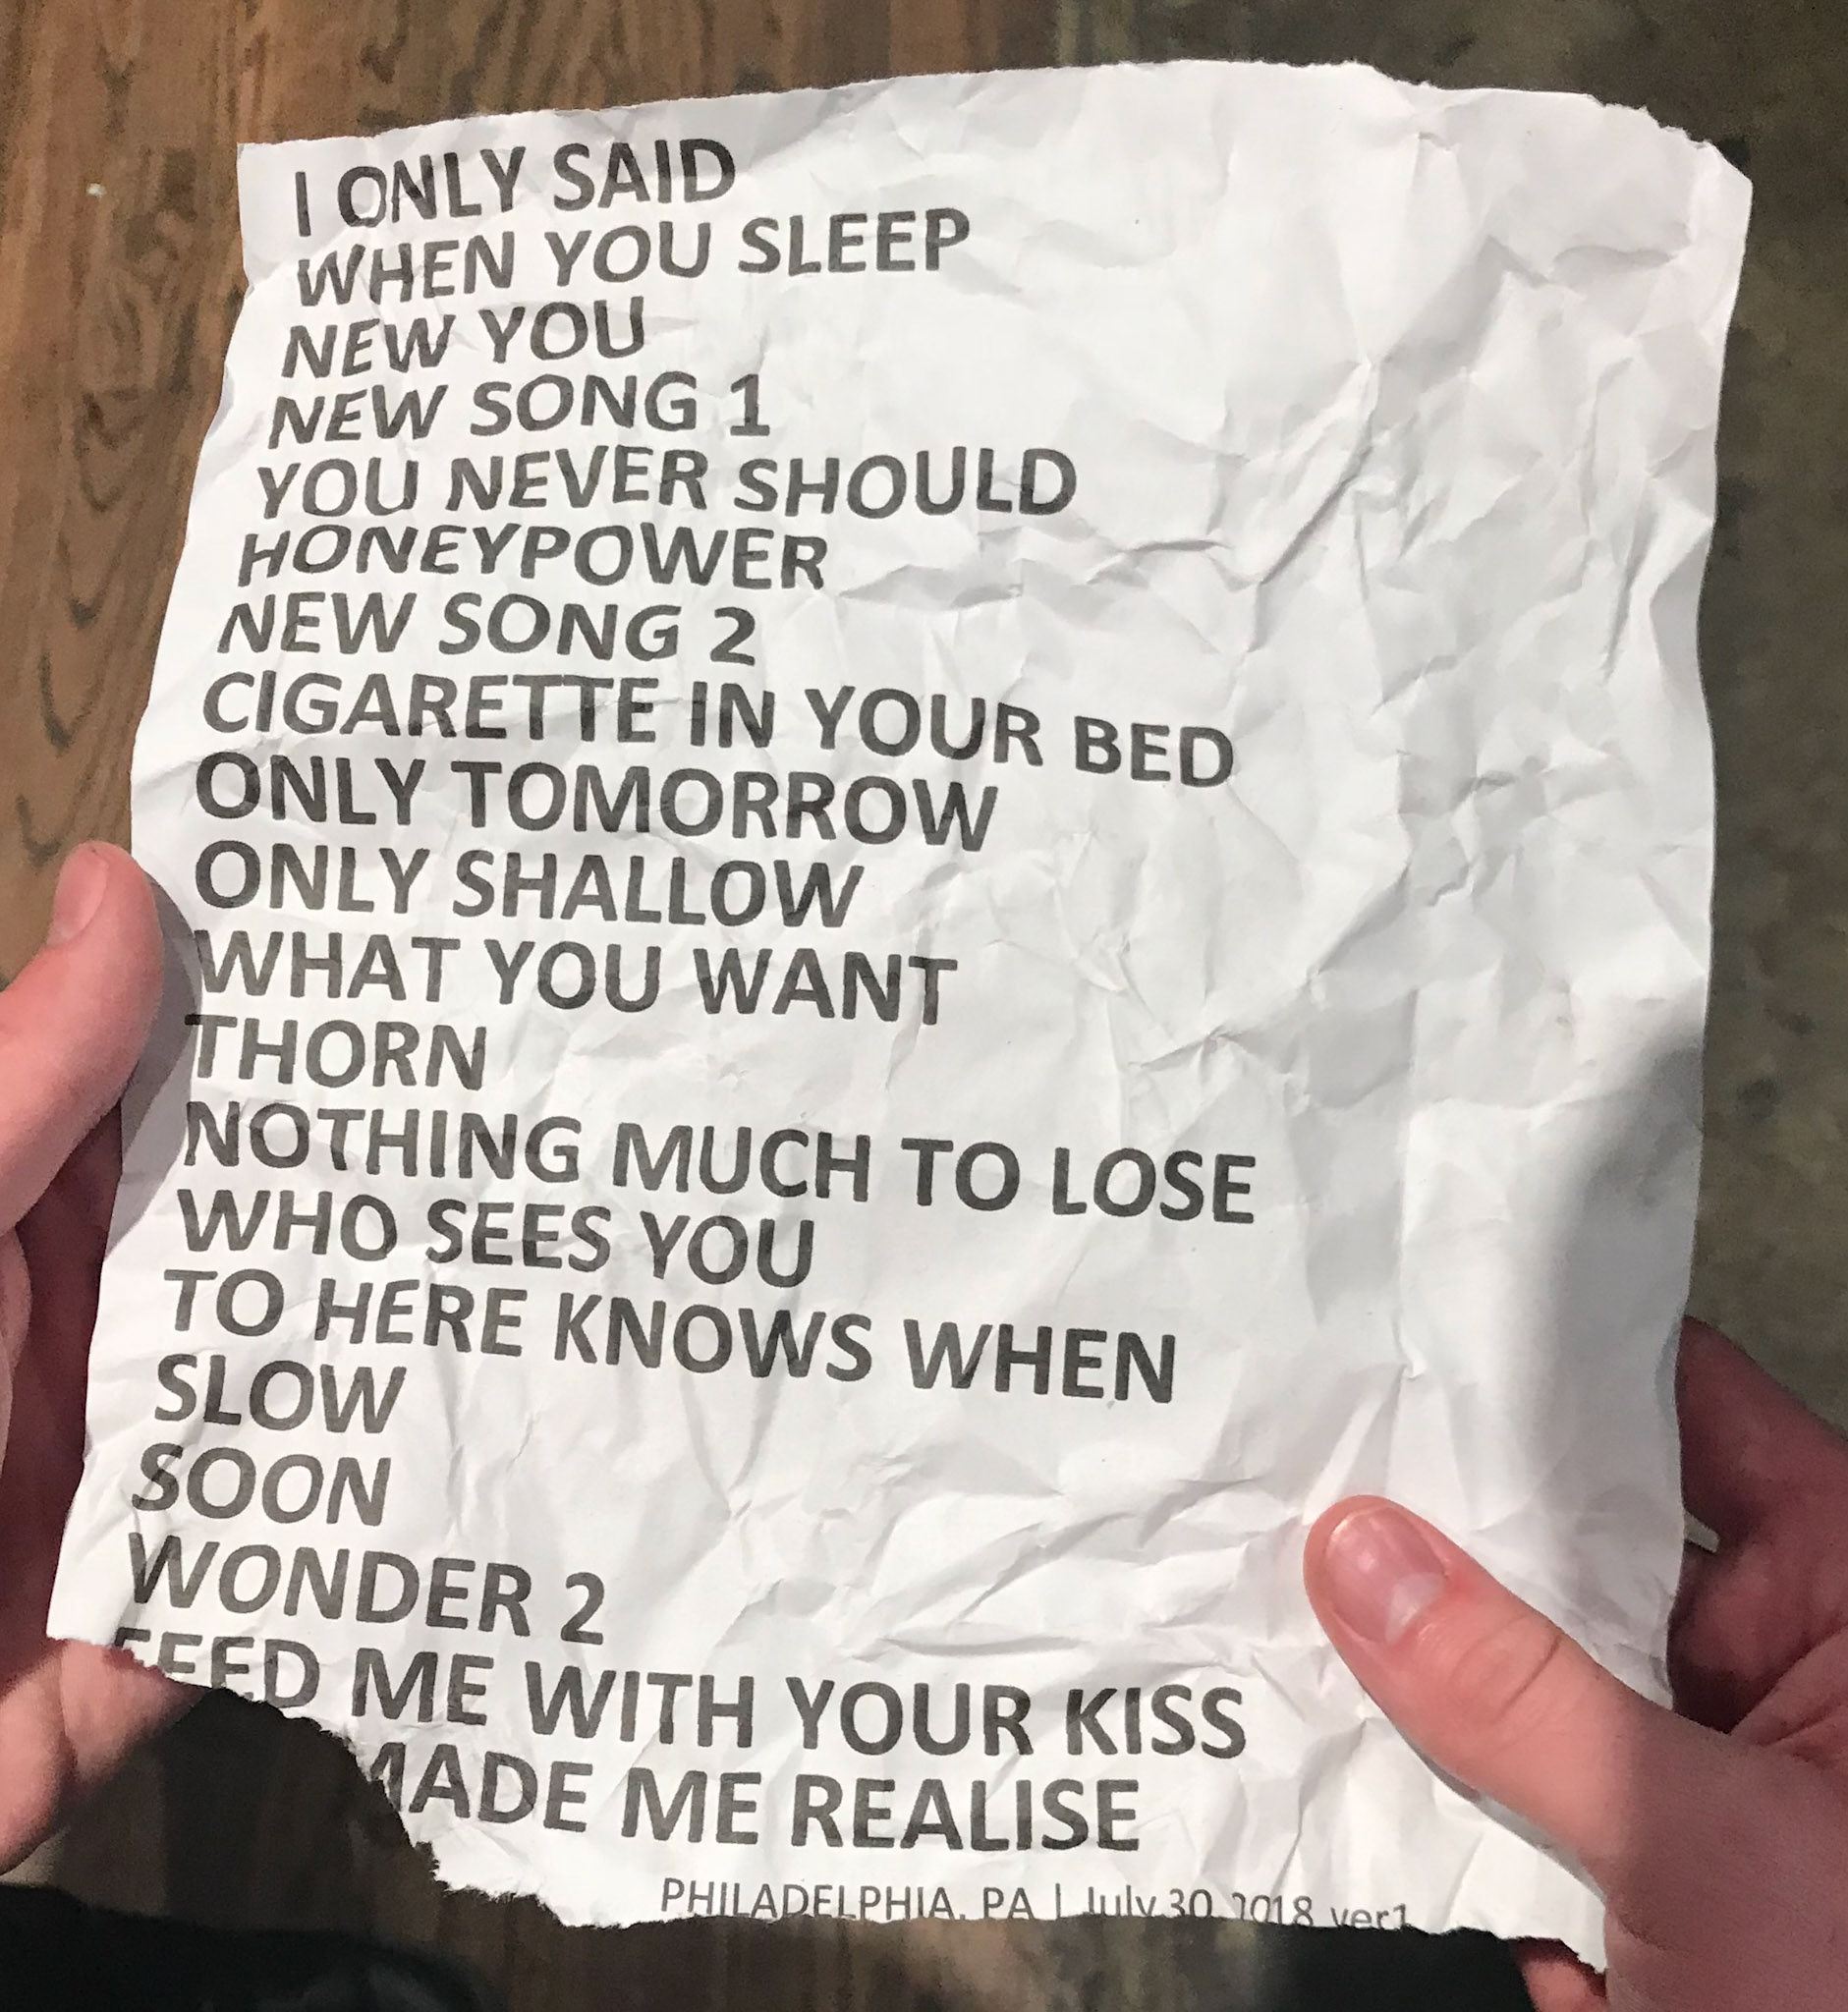 I ONLY SAID
WHEN YOU SLEEP
NEW YOU
NEW SONG 1
YOU NEVER SHOULD
HONEYPOWER
NEW SONG 2
CIGARETTE IN YOUR BED
ONLY TOMORROW
ONLY SHALLOW
WHAT YOU WANT
THORN
NOTHING MUCH TO LOSE
WHO SEES YOU
TO HERE KNOWS WHEN
SLOW
SOON
WONDER 2
FEED ME WITH YOUR KISS
MADE ME REALISE
PHILADELPHIA, PA | July 30 2018 ver1